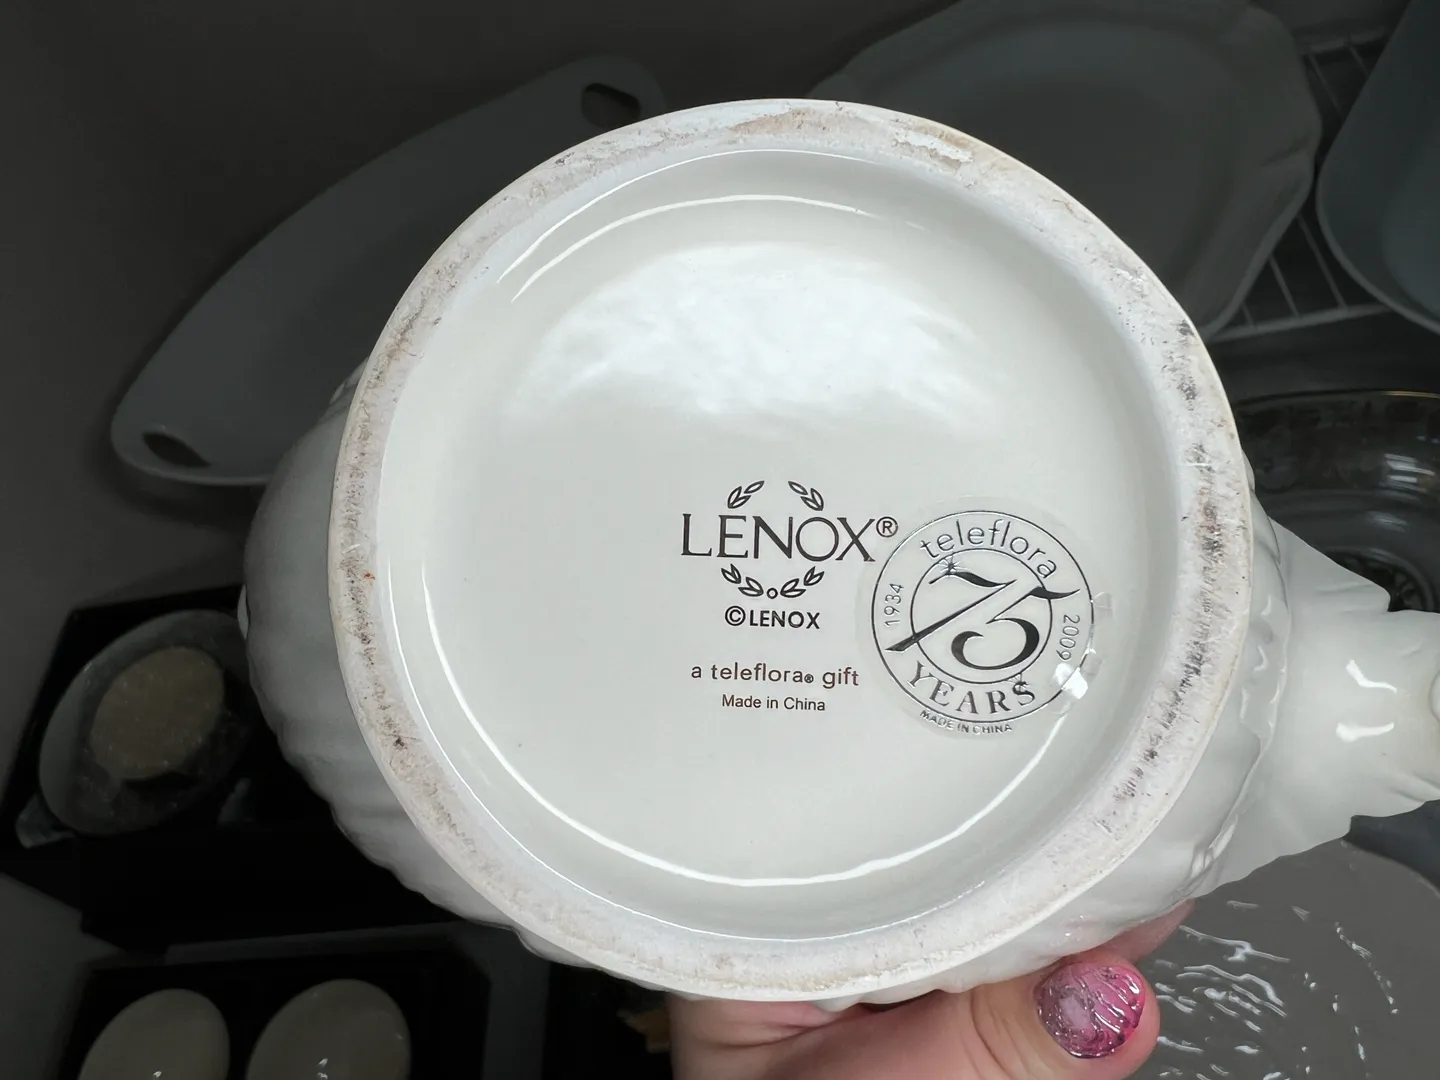 LENOX®
©LENOX
a teleflora® gift
Made in China
teleflora
1934
75
2009
YEARS
MADE IN CHINA